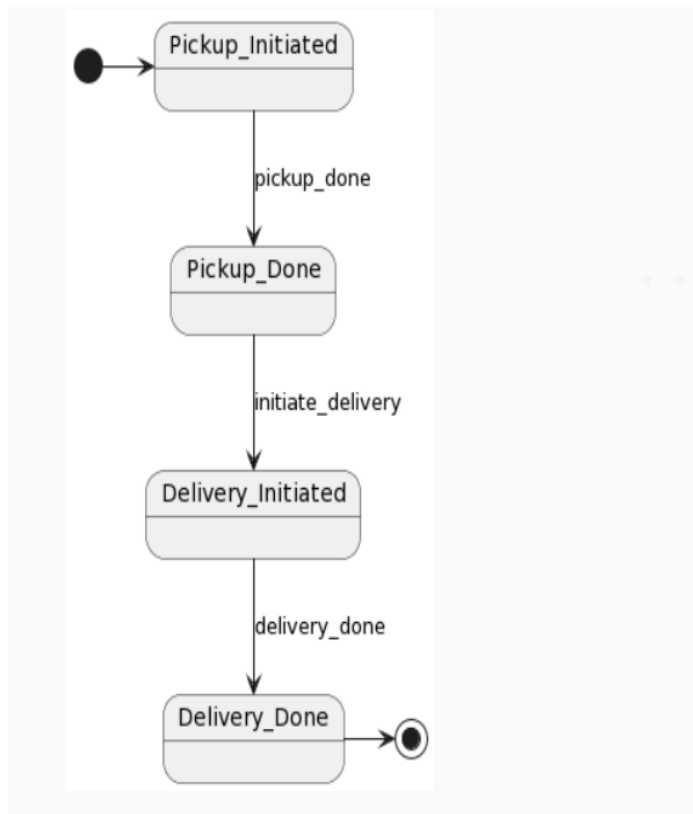 Pickup_Initiated
pickup_done
Pickup_Done
initiate_delivery
Delivery_Initiated
delivery_done
Delivery_Done